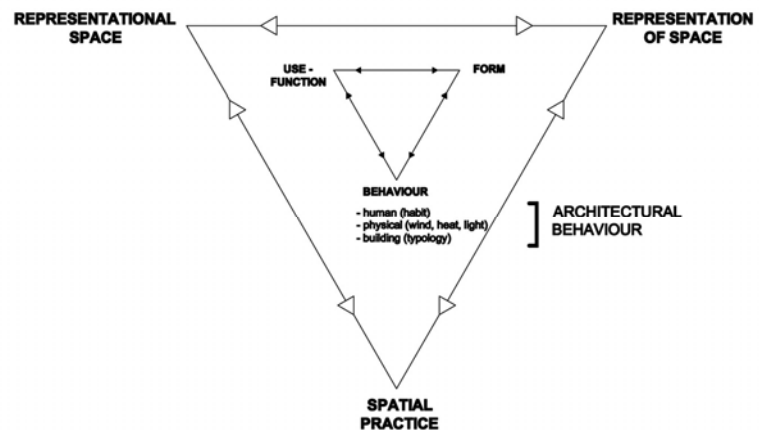 REPRESENTATIONAL
SPACE
REPRESENTATION
OF SPACE
USE -
FUNCTION
FORM
BEHAVIOUR
- human (habit)
- physical (wind, heat, light)
- building (typology)
ARCHITECTURAL
BEHAVIOUR
SPATIAL
PRACTICE